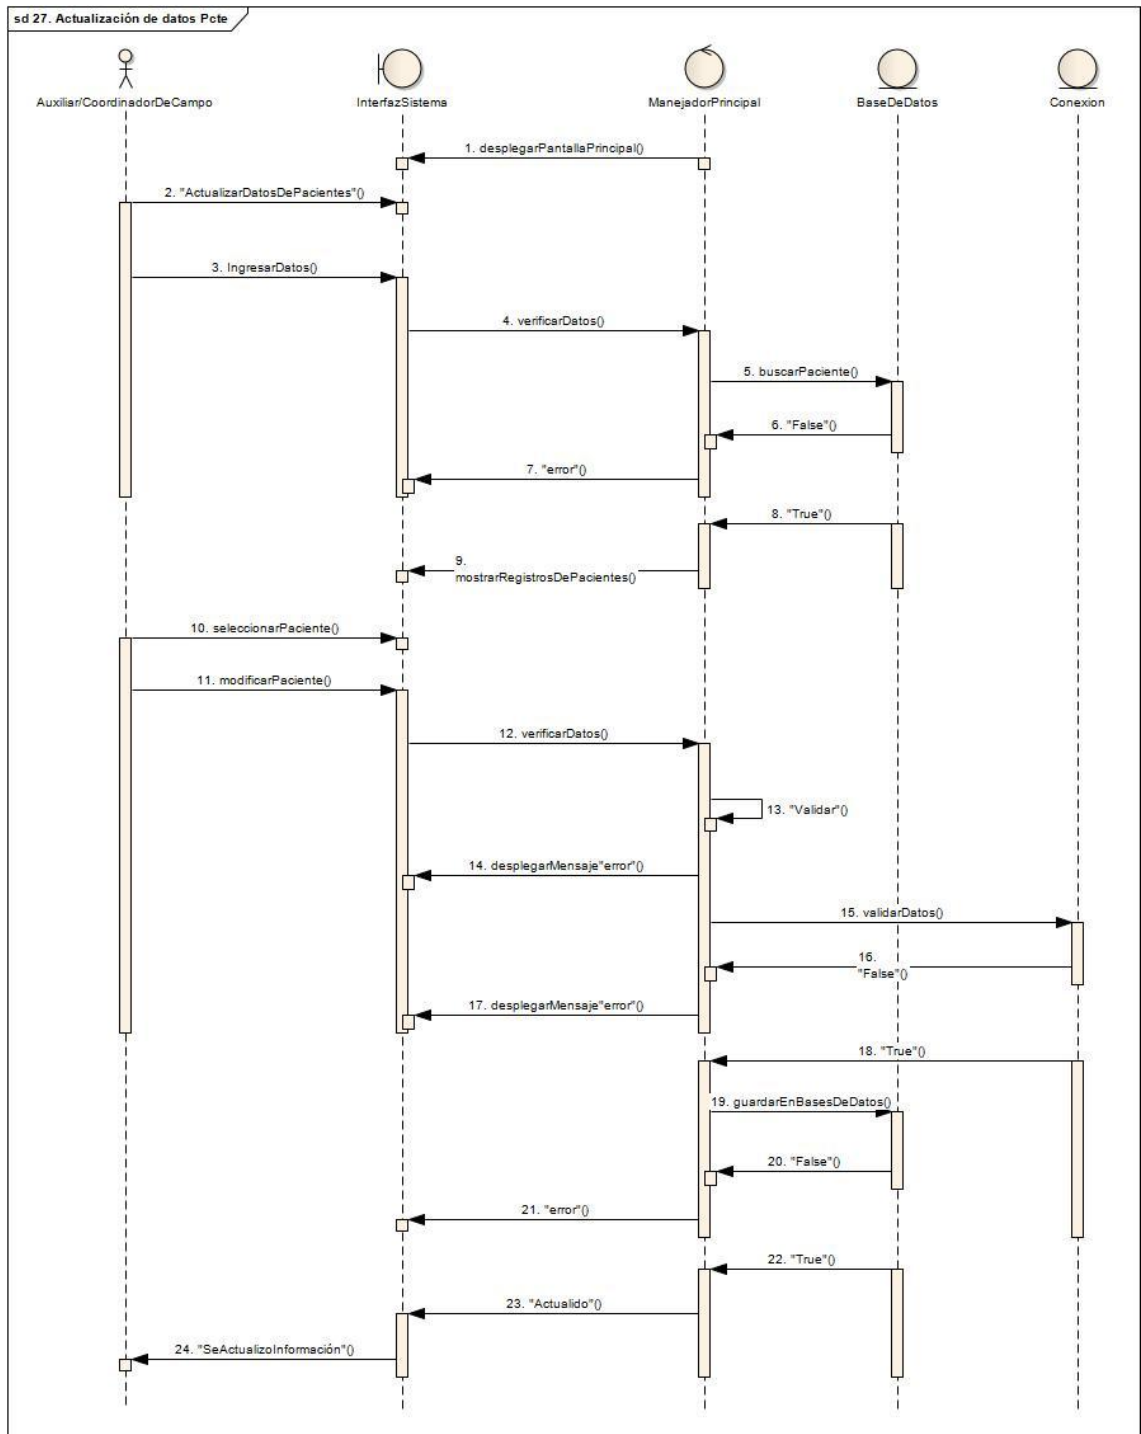 sd 27. Actualización de datos Pcte
Auxiliar/CoordinadorDeCampo
InterfazSistema
ManejadorPrincipal
BaseDeDatos
Conexion
1. desplegarPantallaPrincipal()
2. "ActualizarDatosDePacientes"()
3. IngresarDatos()
4. verificarDatos()
5. buscarPaciente()
6. "False"()
7. "error"()
8. "True"()
9.
mostrarRegistrosDePacientes()
10. seleccionarPaciente()
11. modificarPaciente()
12. verificarDatos()
13. "Validar"()
14. desplegarMensaje"error"()
15. validarDatos()
16.
"False"()
17. desplegarMensaje"error"()
18. "True"()
19. guardarEnBasesDeDatos()
20. "False"()
21. "error"()
22. "True"()
23. "Actualido"()
24. "SeActualizoInformación"()